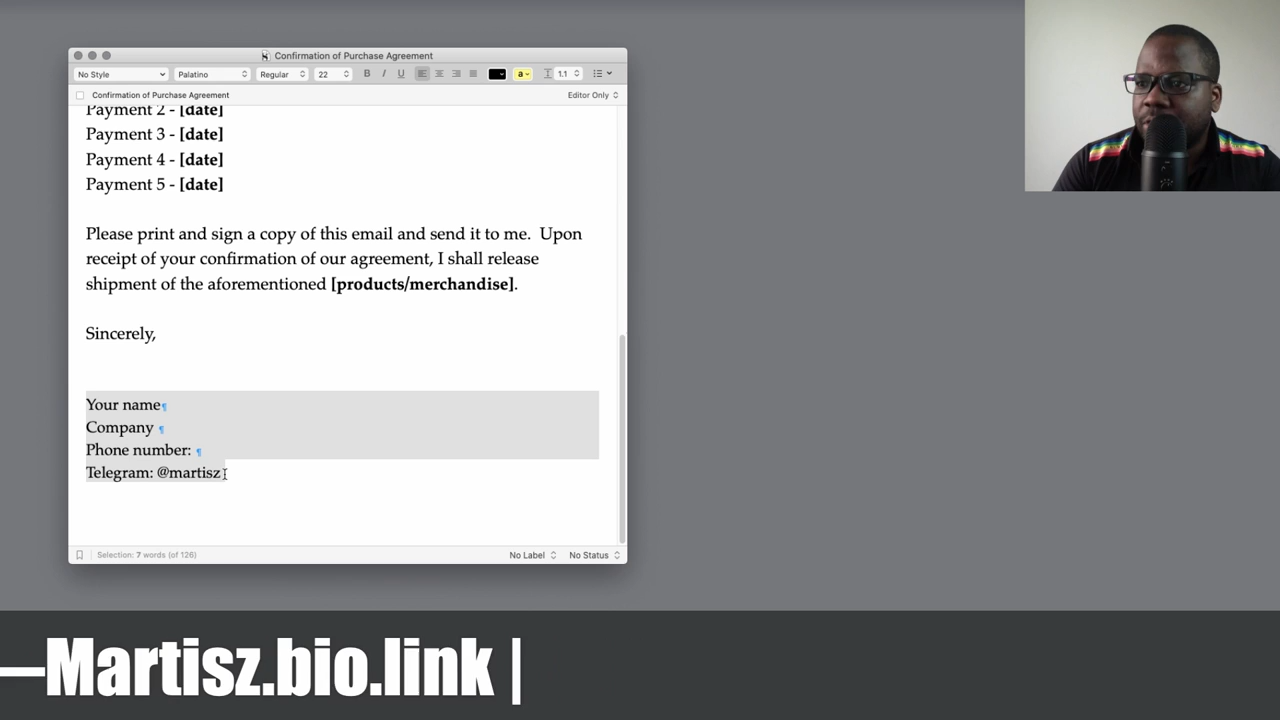 Confirmation of Purchase Agreement
No Style Palatino Regular 22 B I U a 1.1
Confirmation of Purchase Agreement Editor Only
Payment 2 - [date]
Payment 3 - [date]
Payment 4 - [date]
Payment 5 - [date]
Please print and sign a copy of this email and send it to me. Upon
receipt of your confirmation of our agreement, I shall release
shipment of the aforementioned [products/merchandise].
Sincerely,
Your name¶
Company ¶
Phone number: ¶
Telegram: @martisz
Selection: 7 words (of 126) No Label No Status
—Martisz.bio.link |